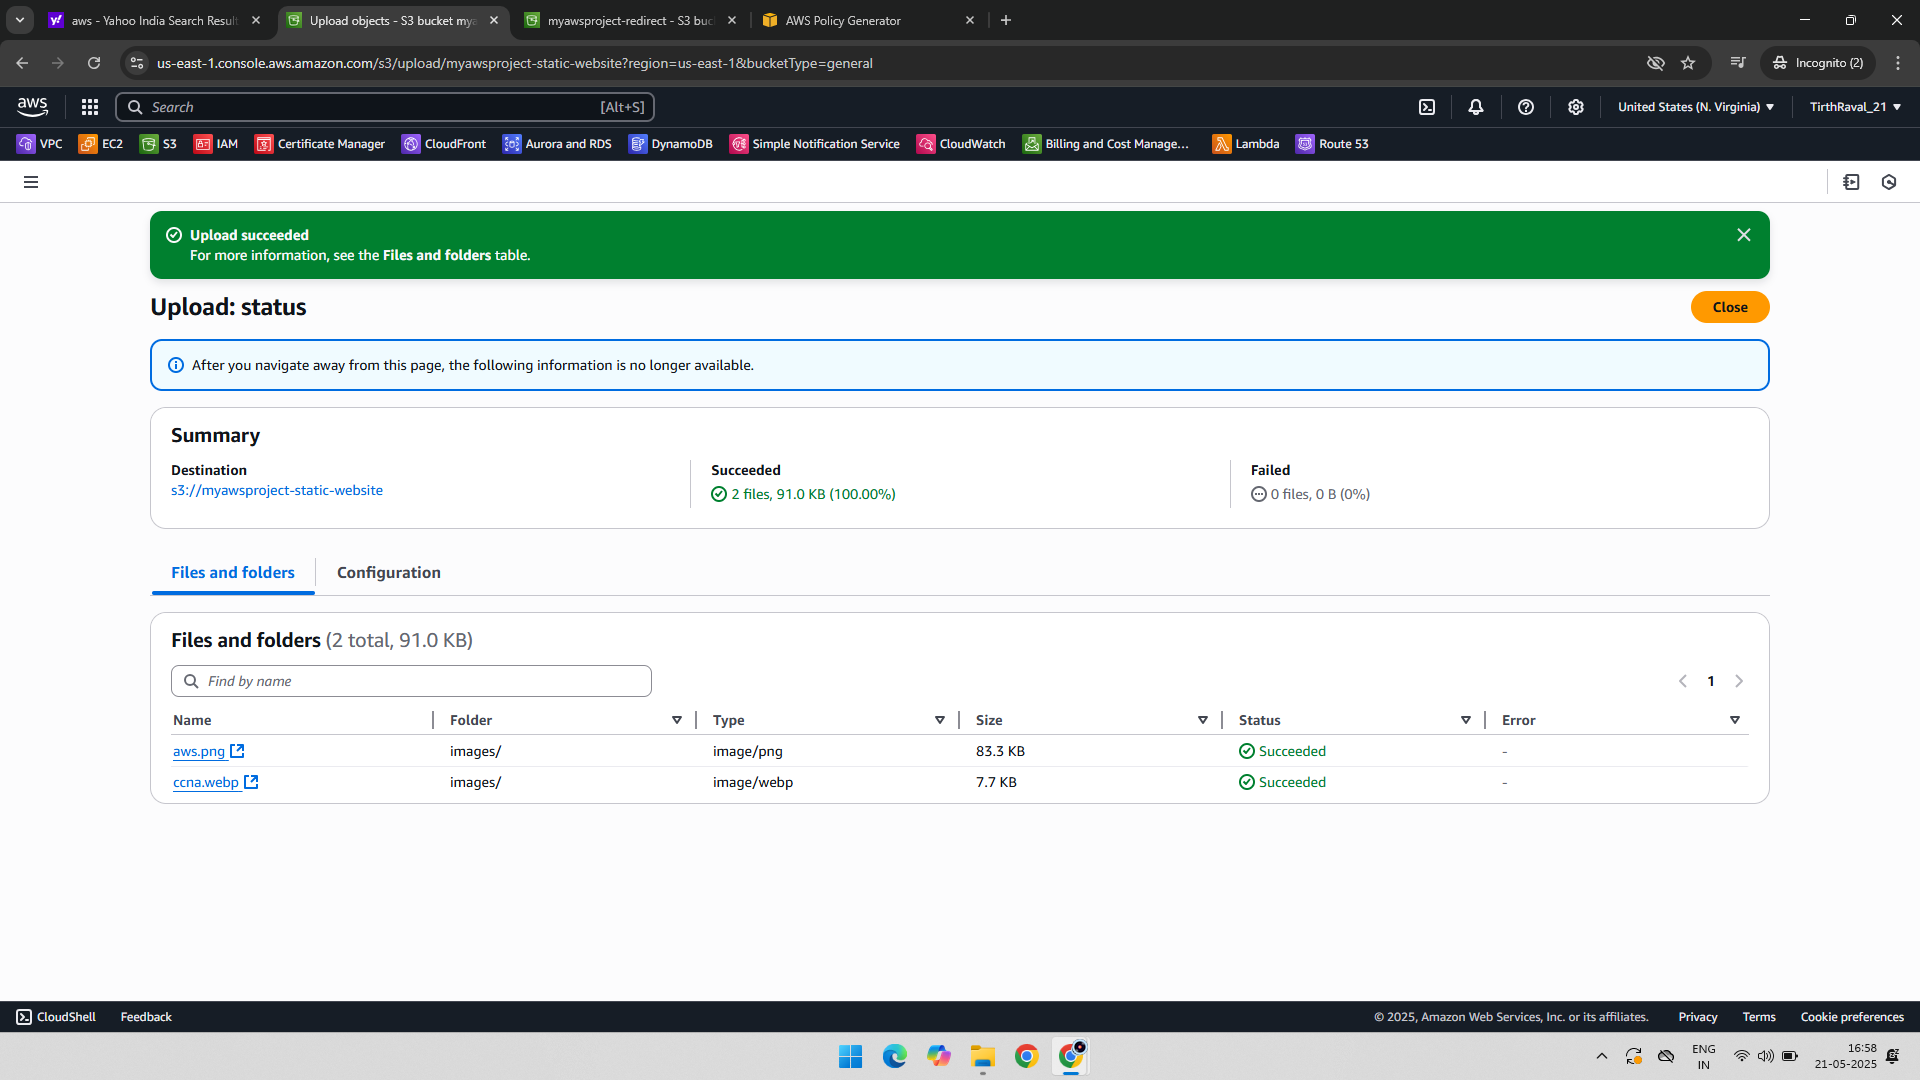 aws - Yahoo India Search Result
Upload objects - S3 bucket mya
myawsproject-redirect - S3 buc
AWS Policy Generator
us-east-1.console.aws.amazon.com/s3/upload/myawsproject-static-website?region=us-east-1&bucketType=general
Incognito (2)
aws
Search
[Alt+S]
United States (N. Virginia)
TirthRaval_21
VPC
EC2
S3
IAM
Certificate Manager
CloudFront
Aurora and RDS
DynamoDB
Simple Notification Service
CloudWatch
Billing and Cost Manage...
Lambda
Route 53
Upload succeeded
For more information, see the Files and folders table.
Upload: status
Close
After you navigate away from this page, the following information is no longer available.
Summary
Destination
s3://myawsproject-static-website
Succeeded
2 files, 91.0 KB (100.00%)
Failed
0 files, 0 B (0%)
Files and folders
Configuration
Files and folders (2 total, 91.0 KB)
Find by name
1
Name Folder Type Size Status Error
aws.png images/ image/png 83.3 KB Succeeded -
ccna.webp images/ image/webp 7.7 KB Succeeded -
CloudShell
Feedback
© 2025, Amazon Web Services, Inc. or its affiliates.
Privacy
Terms
Cookie preferences
ENG
IN
16:58
21-05-2025